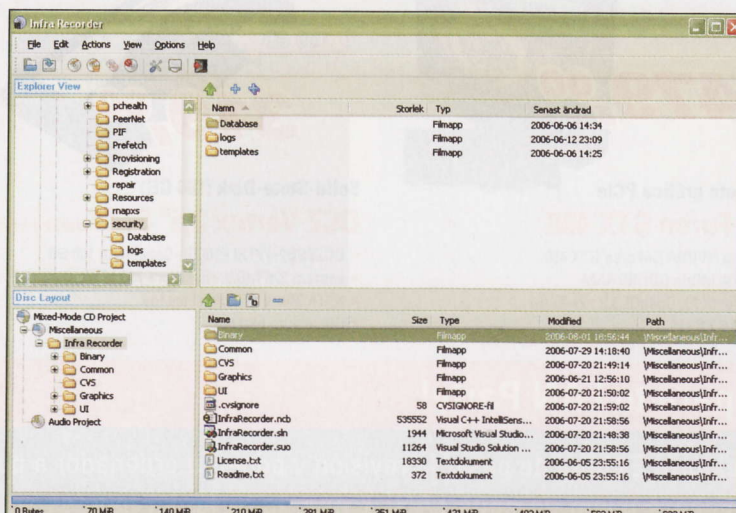 Infra Recorder
File Edit Actions View Options Help
Explorer View
pchealth
PeerNet
PIF
Prefetch
Provisioning
Registration
repair
Resources
rnapxs
security
Database
logs
templates
Namn Storlek Typ Senast ändrad
Database Filmapp 2006-06-06 14:34
logs Filmapp 2006-06-12 23:09
templates Filmapp 2006-06-06 14:25
Disc Layout
Mixed-Mode CD Project
Miscellaneous
Infra Recorder
Binary
Common
CVS
Graphics
UI
Audio Project
Name Size Type Modified Path
Binary Filmapp 2006-08-01 16:56:44 \Miscellaneous\Infr...
Common Filmapp 2006-07-29 14:18:40 \Miscellaneous\Infr...
CVS Filmapp 2006-07-20 21:49:14 \Miscellaneous\Infr...
Graphics Filmapp 2006-06-21 12:56:10 \Miscellaneous\Infr...
UI Filmapp 2006-07-20 21:50:02 \Miscellaneous\Infr...
.cvsignore 58 CVSIGNORE-fil 2006-07-20 21:59:02 \Miscellaneous\Infr...
InfraRecorder.ncb 535552 Visual C++ IntelliSens... 2006-07-20 21:58:56 \Miscellaneous\Infr...
InfraRecorder.sln 1944 Microsoft Visual Studio... 2006-07-20 21:48:38 \Miscellaneous\Infr...
InfraRecorder.suo 11264 Visual Studio Solution ... 2006-07-20 21:58:56 \Miscellaneous\Infr...
License.txt 18330 Textdokument 2006-06-05 23:55:16 \Miscellaneous\Infr...
Readme.txt 372 Textdokument 2006-06-05 23:55:16 \Miscellaneous\Infr...
0 Bytes 70 MiB 140 MiB 210 MiB 281 MiB 351 MiB 421 MiB